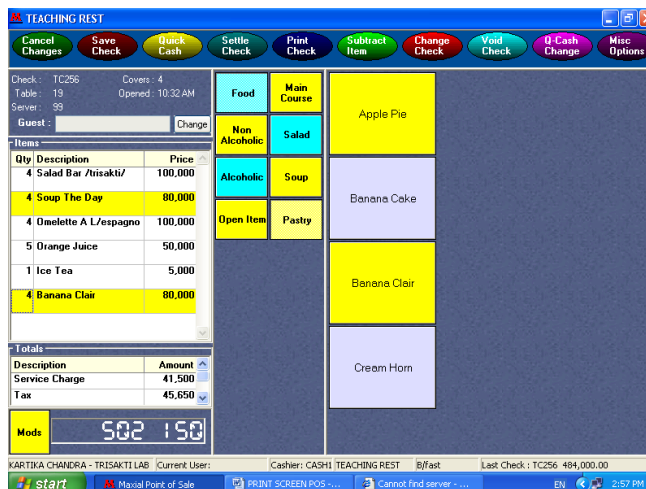 TEACHING REST
Cancel Changes
Save Check
Quick Cash
Settle Check
Print Check
Subtract Item
Change Check
Void Check
Q-Cash Change
Misc Options
Check : TC256 Covers : 4
Table : 19 Opened : 10:32 AM
Server : 99
Guest : Change
Items
Qty Description Price
4 Salad Bar /trisakti/ 100,000
4 Soup The Day 80,000
4 Omelette A L/espagno 100,000
5 Orange Juice 50,000
1 Ice Tea 5,000
4 Banana Clair 80,000
Totals
Description Amount
Service Charge 41,500
Tax 45,650
Mods 502 150
Food
Main Course
Non Alcoholic
Salad
Alcoholic
Soup
Open Item
Pastry
Apple Pie
Banana Cake
Banana Clair
Cream Horn
KARTIKA CHANDRA - TRISAKTI LAB Current User: Cashier: CASH1 TEACHING REST B/fast Last Check : TC256 484,000.00
start Maxial Point of Sale PRINT SCREEN POS -... Cannot find server - ... EN 2:57 PM